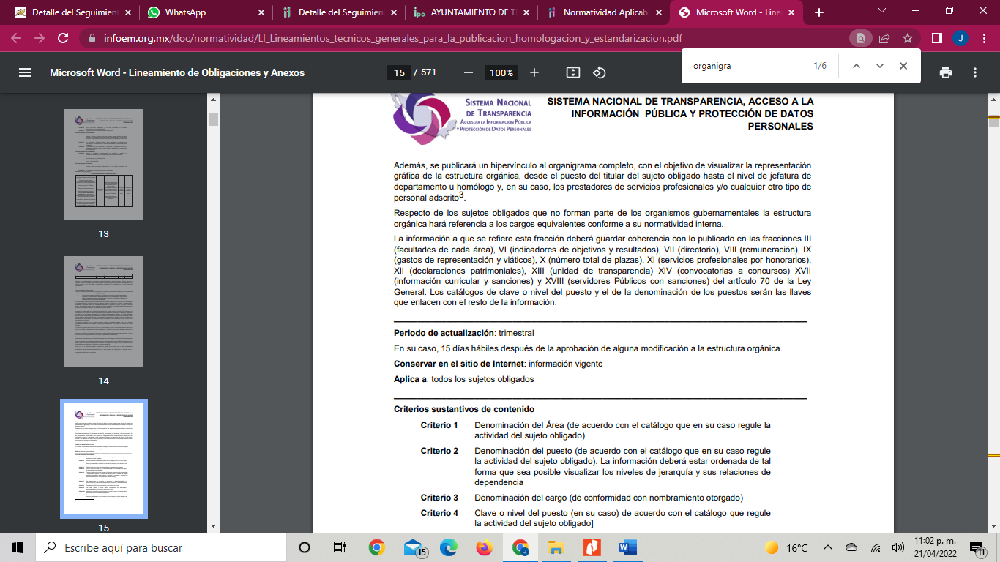 Detalle del Seguimien
WhatsApp
Detalle del Seguimien
ipo AYUNTAMIENTO DE T
Normatividad Aplicab
Microsoft Word - Line
infoem.org.mx/doc/normatividad/LI_Lineamientos_tecnicos_generales_para_la_publicacion_homologacion_y_estandarizacion.pdf
J
organigra 1/6
Microsoft Word - Lineamiento de Obligaciones y Anexos
15 / 571
100%
13
14
15
SISTEMA NACIONAL
DE TRANSPARENCIA
ACCESO A LA INFORMACIÓN PÚBLICA
Y PROTECCIÓN DE DATOS PERSONALES
SISTEMA NACIONAL DE TRANSPARENCIA, ACCESO A LA
INFORMACIÓN PÚBLICA Y PROTECCIÓN DE DATOS
PERSONALES
Además, se publicará un hipervínculo al organigrama completo, con el objetivo de visualizar la representación
gráfica de la estructura orgánica, desde el puesto del titular del sujeto obligado hasta el nivel de jefatura de
departamento u homólogo y, en su caso, los prestadores de servicios profesionales y/o cualquier otro tipo de
personal adscrito3.
Respecto de los sujetos obligados que no forman parte de los organismos gubernamentales la estructura
orgánica hará referencia a los cargos equivalentes conforme a su normatividad interna.
La información a que se refiere esta fracción deberá guardar coherencia con lo publicado en las fracciones III
(facultades de cada área), VI (indicadores de objetivos y resultados), VII (directorio), VIII (remuneración), IX
(gastos de representación y viáticos), X (número total de plazas), XI (servicios profesionales por honorarios),
XII (declaraciones patrimoniales), XIII (unidad de transparencia) XIV (convocatorias a concursos) XVII
(información curricular y sanciones) y XVIII (servidores Públicos con sanciones) del artículo 70 de la Ley
General. Los catálogos de clave o nivel del puesto y el de la denominación de los puestos serán las llaves
que enlacen con el resto de la información.
Periodo de actualización: trimestral
En su caso, 15 días hábiles después de la aprobación de alguna modificación a la estructura orgánica.
Conservar en el sitio de Internet: información vigente
Aplica a: todos los sujetos obligados
Criterios sustantivos de contenido
Criterio 1 Denominación del Área (de acuerdo con el catálogo que en su caso regule la
actividad del sujeto obligado)
Criterio 2 Denominación del puesto (de acuerdo con el catálogo que en su caso regule
la actividad del sujeto obligado). La información deberá estar ordenada de tal
forma que sea posible visualizar los niveles de jerarquía y sus relaciones de
dependencia
Criterio 3 Denominación del cargo (de conformidad con nombramiento otorgado)
Criterio 4 Clave o nivel del puesto (en su caso) de acuerdo con el catálogo que regule
la actividad del sujeto obligado]
Escribe aquí para buscar
15
16°C
11:02 p. m.
21/04/2022
11